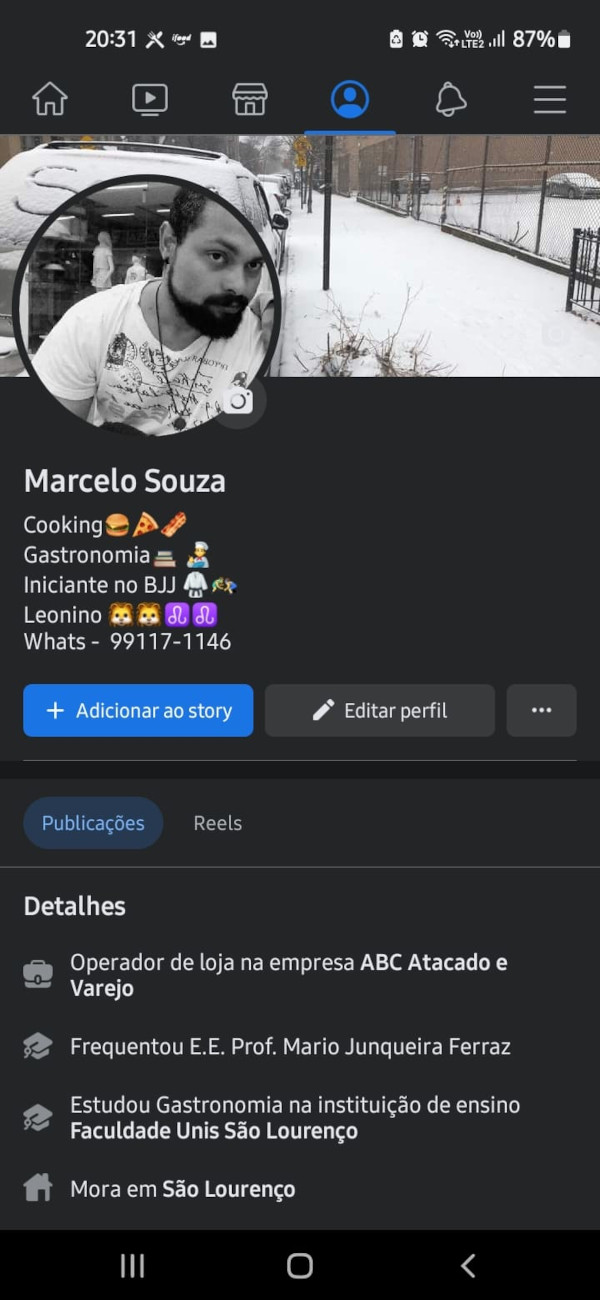 20:31 ifood Vo)) LTE2 87%
Marcelo Souza
Cooking🍔🍕🥓
Gastronomia📚 👨‍🍳
Iniciante no BJJ 🥋🤼
Leonino 🦁🦁♌♌
Whats - 99117-1146
+ Adicionar ao story
Editar perfil
...
Publicações Reels
Detalhes
Operador de loja na empresa ABC Atacado e
Varejo
Frequentou E.E. Prof. Mario Junqueira Ferraz
Estudou Gastronomia na instituição de ensino
Faculdade Unis São Lourenço
Mora em São Lourenço